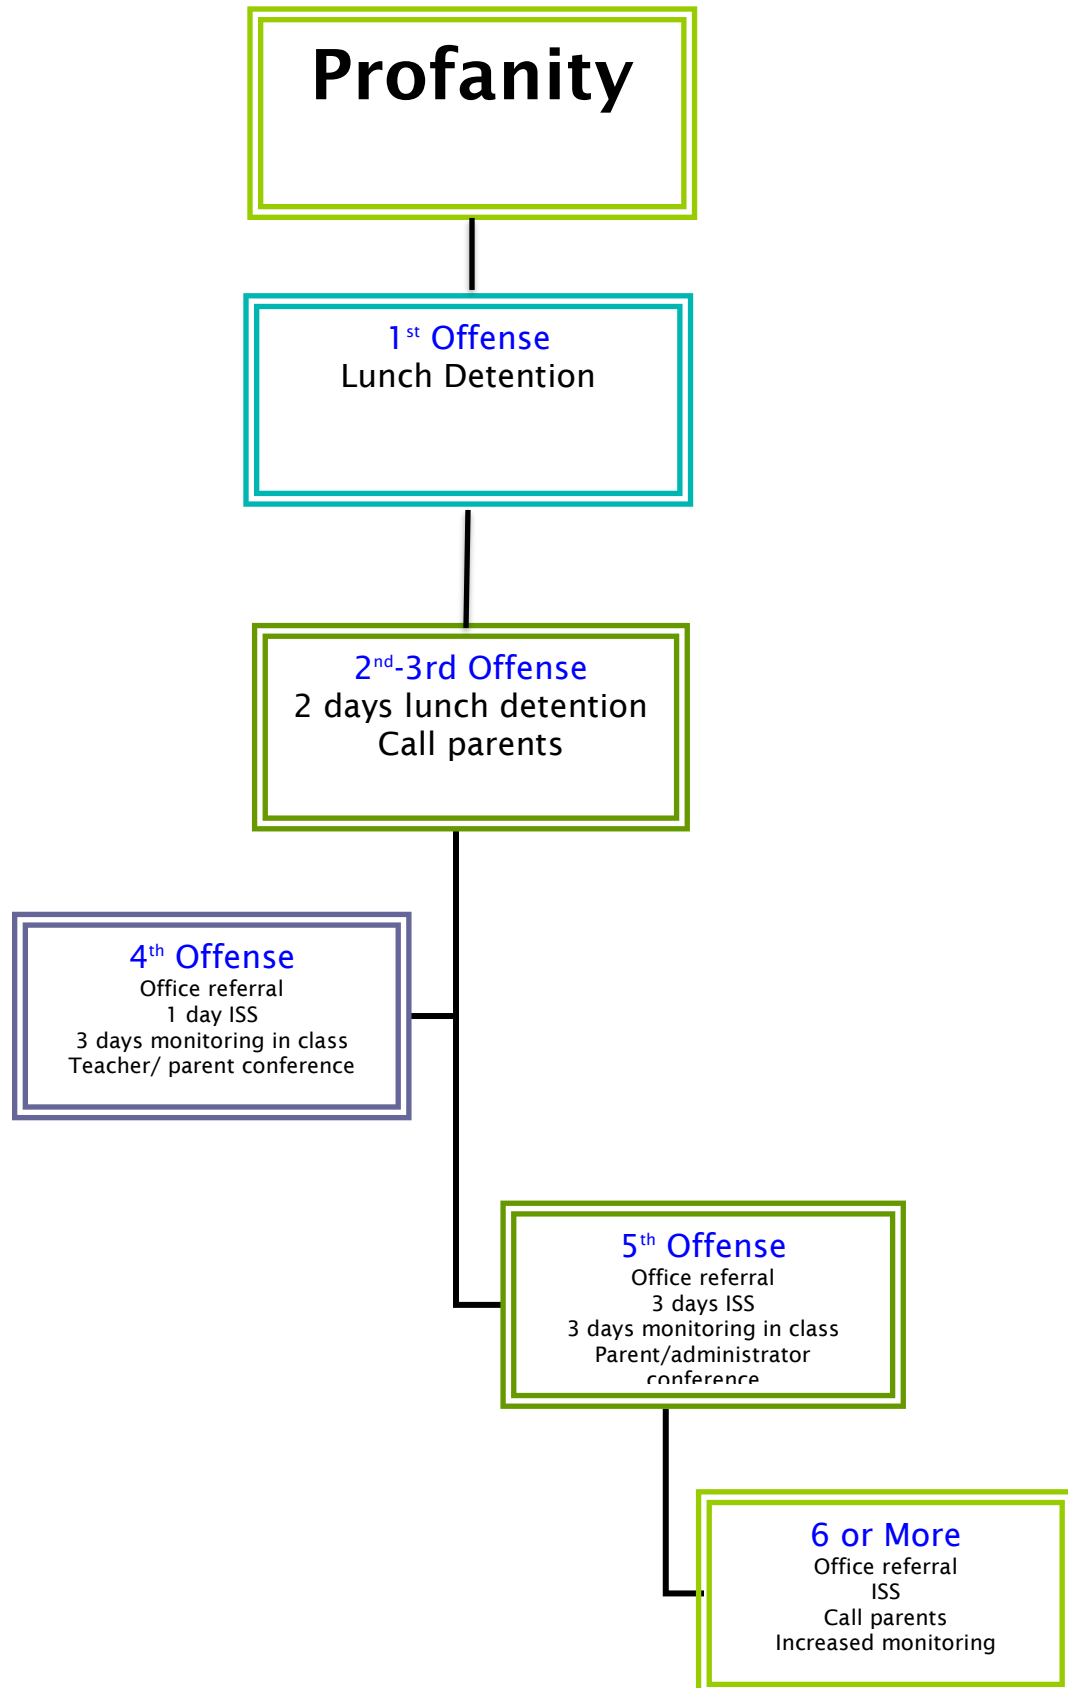 Profanity
1st Offense
Lunch Detention
2nd-3rd Offense
2 days lunch detention
Call parents
4th Offense
Office referral
1 day ISS
3 days monitoring in class
Teacher/ parent conference
5th Offense
Office referral
3 days ISS
3 days monitoring in class
Parent/administrator
conference
6 or More
Office referral
ISS
Call parents
Increased monitoring